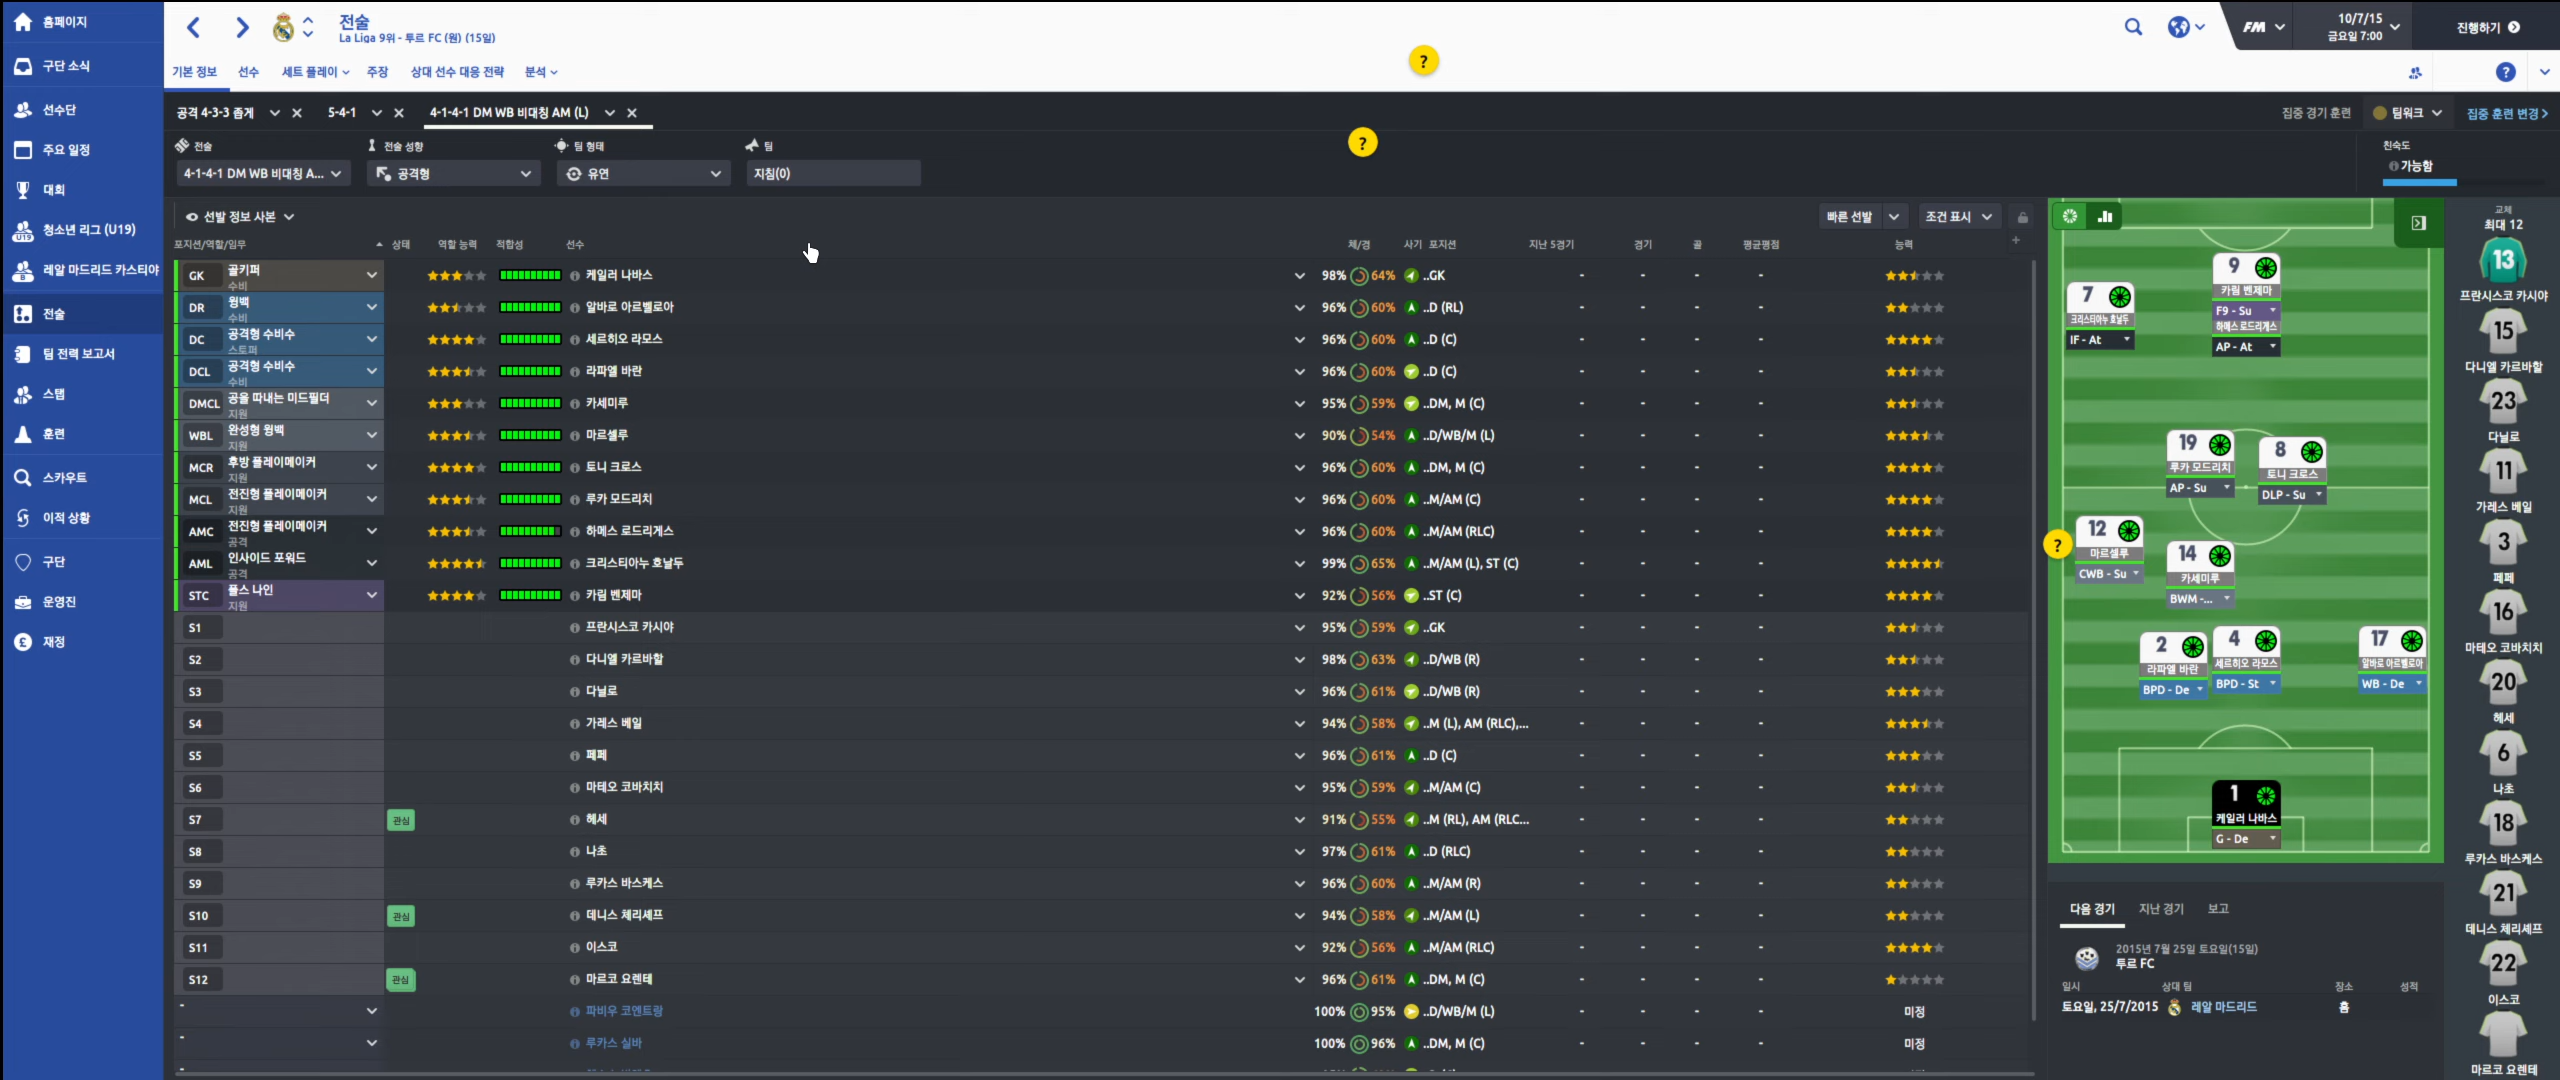 홈페이지
구단 소식
선수단
주요 일정
대회
청소년 리그 (U19)
레알 마드리드 카스티야
전술
팀 전력 보고서
스탭
훈련
스카우트
이적 상황
구단
운영진
재정
전술
La Liga 9위 - 투르 FC (원) (15일)
FM
10/7/15
금요일 7:00
진행하기
기본 정보 선수 세트 플레이 주장 상대 선수 대응 전략 분석
?
공격 4-3-3 좁게 5-4-1 4-1-4-1 DM WB 비대칭 AM (L)
집중 경기 훈련 팀워크 집중 훈련 변경 >
전술 전술 성향 팀 형태 팀
4-1-4-1 DM WB 비대칭 A... 공격형 유연 지침(0)
?
친숙도
가능함
선발 정보 사본 빠른 선발 조건 표시
포지션/역할/임무 상태 역할 능력 적합성 선수 체/경 사기 포지션 지난 5경기 경기 골 평균평점 능력
GK 골키퍼 수비 케일러 나바스 98% 64% ..GK - - - -
DR 윙백 수비 알바로 아르벨로아 96% 60% ..D (RL) - - - -
DC 공격형 수비수 스토퍼 세르히오 라모스 96% 60% ..D (C) - - - -
DCL 공격형 수비수 수비 라파엘 바란 96% 60% ..D (C) - - - -
DMCL 공을 따내는 미드필더 지원 카세미루 95% 59% ..DM, M (C) - - - -
WBL 완성형 윙백 지원 마르셀루 90% 54% ..D/WB/M (L) - - - -
MCR 후방 플레이메이커 지원 토니 크로스 96% 60% ..DM, M (C) - - - -
MCL 전진형 플레이메이커 지원 루카 모드리치 96% 60% ..M/AM (C) - - - -
AMC 전진형 플레이메이커 공격 하메스 로드리게스 96% 60% ..M/AM (RLC) - - - -
AML 인사이드 포워드 공격 크리스티아누 호날두 99% 65% ..M/AM (L), ST (C) - - - -
STC 폴스 나인 지원 카림 벤제마 92% 56% ..ST (C) - - - -
S1 프란시스코 카시야 95% 59% ..GK - - - -
S2 다니엘 카르바할 98% 63% ..D/WB (R) - - - -
S3 다닐로 96% 61% ..D/WB (R) - - - -
S4 가레스 베일 94% 58% ..M (L), AM (RLC),... - - - -
S5 페페 96% 61% ..D (C) - - - -
S6 마테오 코바치치 95% 59% ..M/AM (C) - - - -
S7 관심 헤세 91% 55% ..M (RL), AM (RLC... - - - -
S8 나초 97% 61% ..D (RLC) - - - -
S9 루카스 바스케스 96% 60% ..M/AM (R) - - - -
S10 관심 데니스 체리셰프 94% 58% ..M/AM (L) - - - -
S11 이스코 92% 56% ..M/AM (RLC) - - - -
S12 관심 마르코 요렌테 96% 61% ..DM, M (C) - - - -
- 파비우 코엔트랑 100% 95% ..D/WB/M (L) - - - - 미정
- 루카스 실바 100% 96% ..DM, M (C) - - - - 미정
9
카림 벤제마
F9 - Su
7
크리스티아누 호날두
IF - At
하메스 로드리게스
AP - At
19
루카 모드리치
AP - Su
8
토니 크로스
DLP - Su
?
12
마르셀루
CWB - Su
14
카세미루
BWM -...
2
라파엘 바란
BPD - De
4
세르히오 라모스
BPD - St
17
알바로 아르벨로아
WB - De
1
케일러 나바스
G - De
다음 경기 지난 경기 보고
2015년 7월 25일 토요일(15일)
투르 FC
일시 상대 팀 장소 성적
토요일, 25/7/2015 레알 마드리드 홈
교체
최대 12
13
프란시스코 카시야
15
다니엘 카르바할
23
다닐로
11
가레스 베일
3
페페
16
마테오 코바치치
20
헤세
6
나초
18
루카스 바스케스
21
데니스 체리셰프
22
이스코
마르코 요렌테